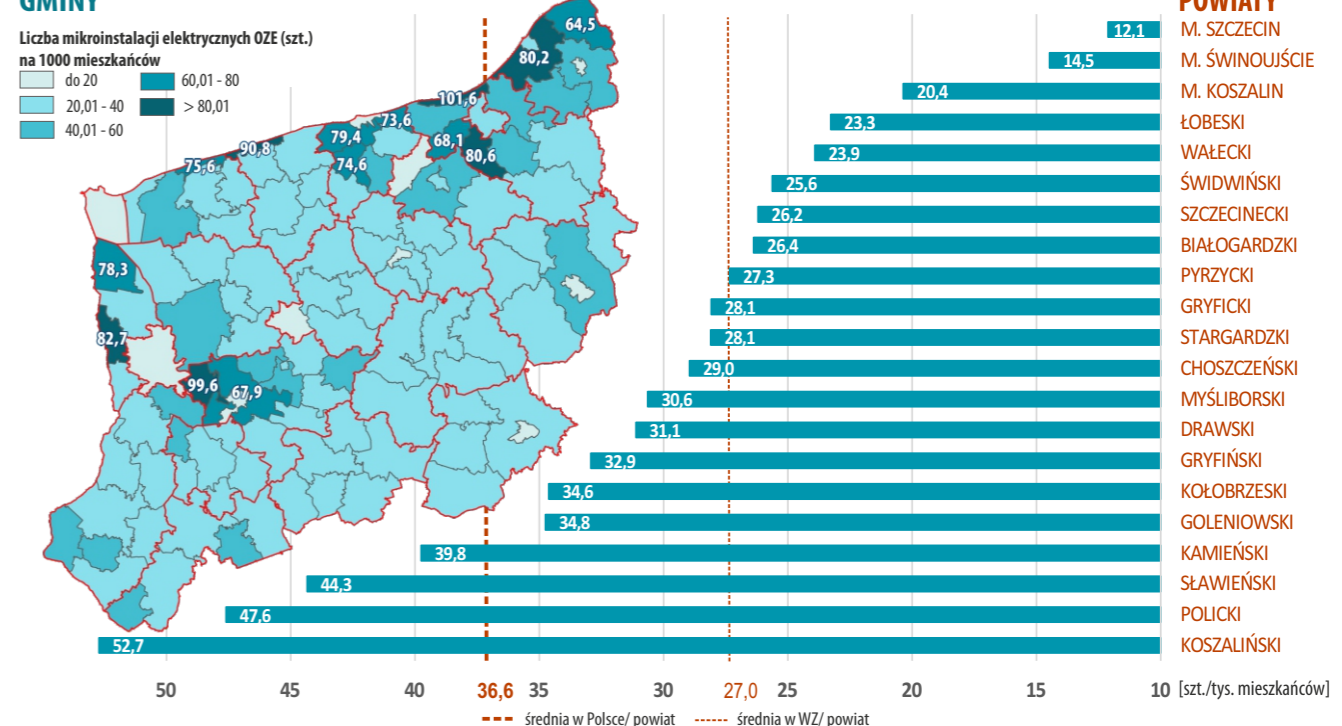 GMINY
Liczba mikroinstalacji elektrycznych OZE (szt.)
na 1000 mieszkańców
do 20
60,01 - 80
20,01 - 40
> 80,01
40,01 - 60
64,5
80,2
101,6
73,6
79,4
68,1
90,8
80,6
74,6
75,6
78,3
82,7
99,6
67,9
POWIATY
12,1 M. SZCZECIN
14,5 M. ŚWINOUJŚCIE
20,4 M. KOSZALIN
23,3 ŁOBESKI
23,9 WAŁECKI
25,6 ŚWIDWIŃSKI
26,2 SZCZECINECKI
26,4 BIAŁOGARDZKI
27,3 PYRZYCKI
28,1 GRYFICKI
28,1 STARGARDZKI
29,0 CHOSZCZEŃSKI
30,6 MYŚLIBORSKI
31,1 DRAWSKI
32,9 GRYFIŃSKI
34,6 KOŁOBRZESKI
34,8 GOLENIOWSKI
39,8 KAMIEŃSKI
44,3 SŁAWIEŃSKI
47,6 POLICKI
52,7 KOSZALIŃSKI
50 45 40 36,6 35 30 27,0 25 20 15 10 [szt./tys. mieszkańców]
średnia w Polsce/ powiat średnia w WZ/ powiat